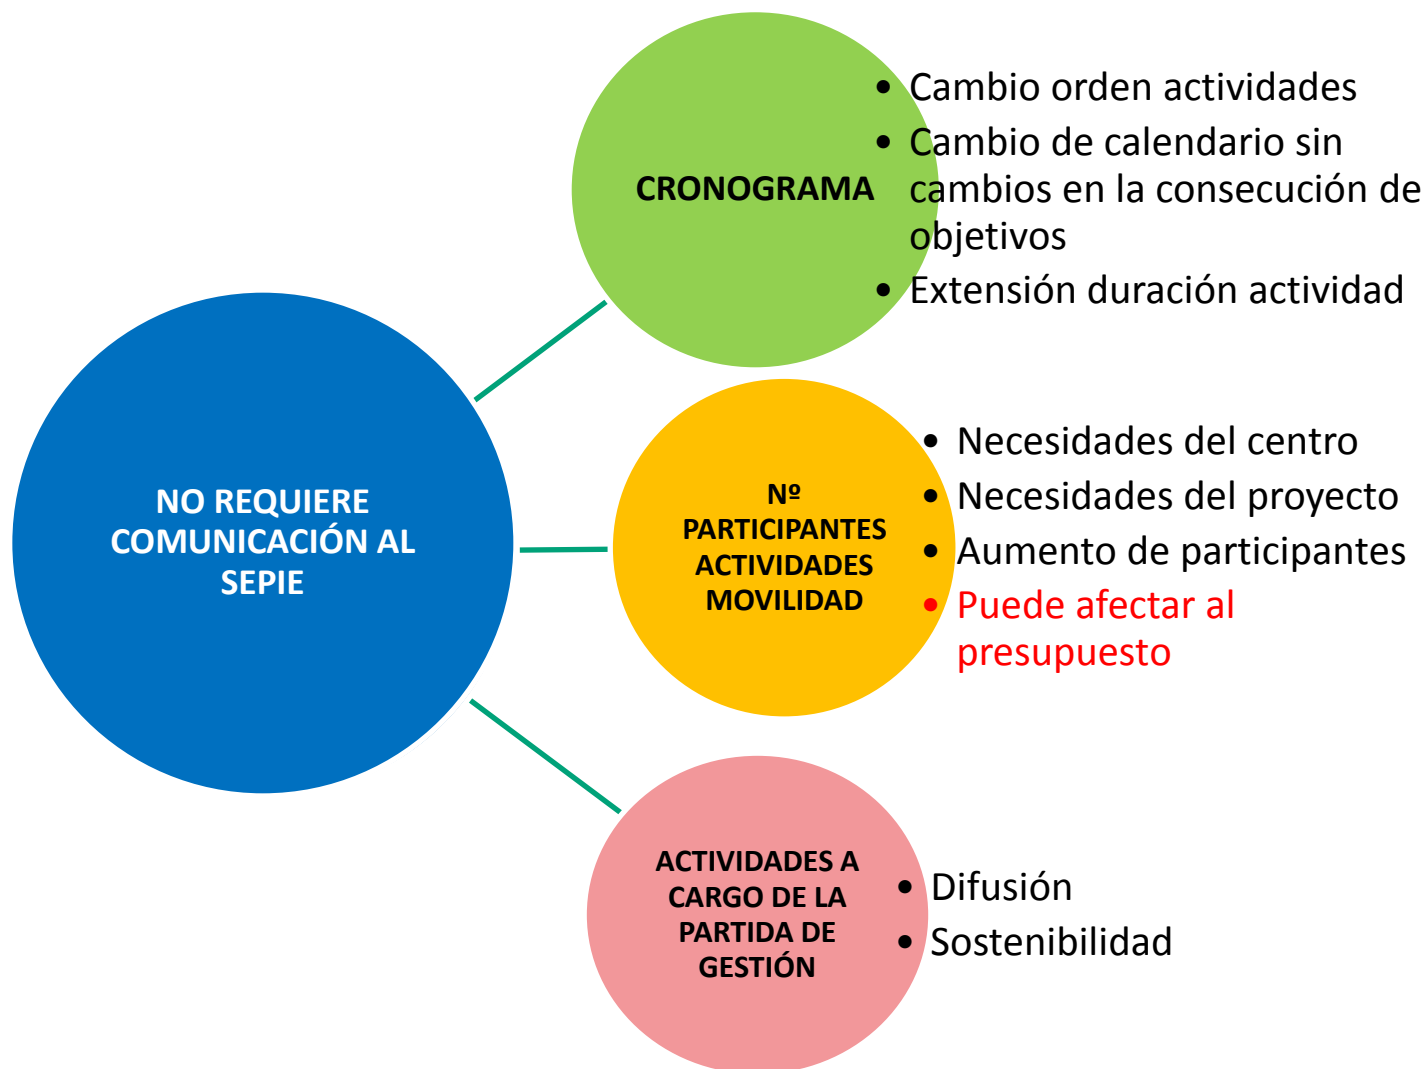 NO REQUIERE
COMUNICACIÓN AL
SEPIE
CRONOGRAMA
• Cambio orden actividades
• Cambio de calendario sin
cambios en la consecución de
objetivos
• Extensión duración actividad
Nº
PARTICIPANTES
ACTIVIDADES
MOVILIDAD
• Necesidades del centro
• Necesidades del proyecto
• Aumento de participantes
• Puede afectar al
presupuesto
ACTIVIDADES A
CARGO DE LA
PARTIDA DE
GESTIÓN
• Difusión
• Sostenibilidad